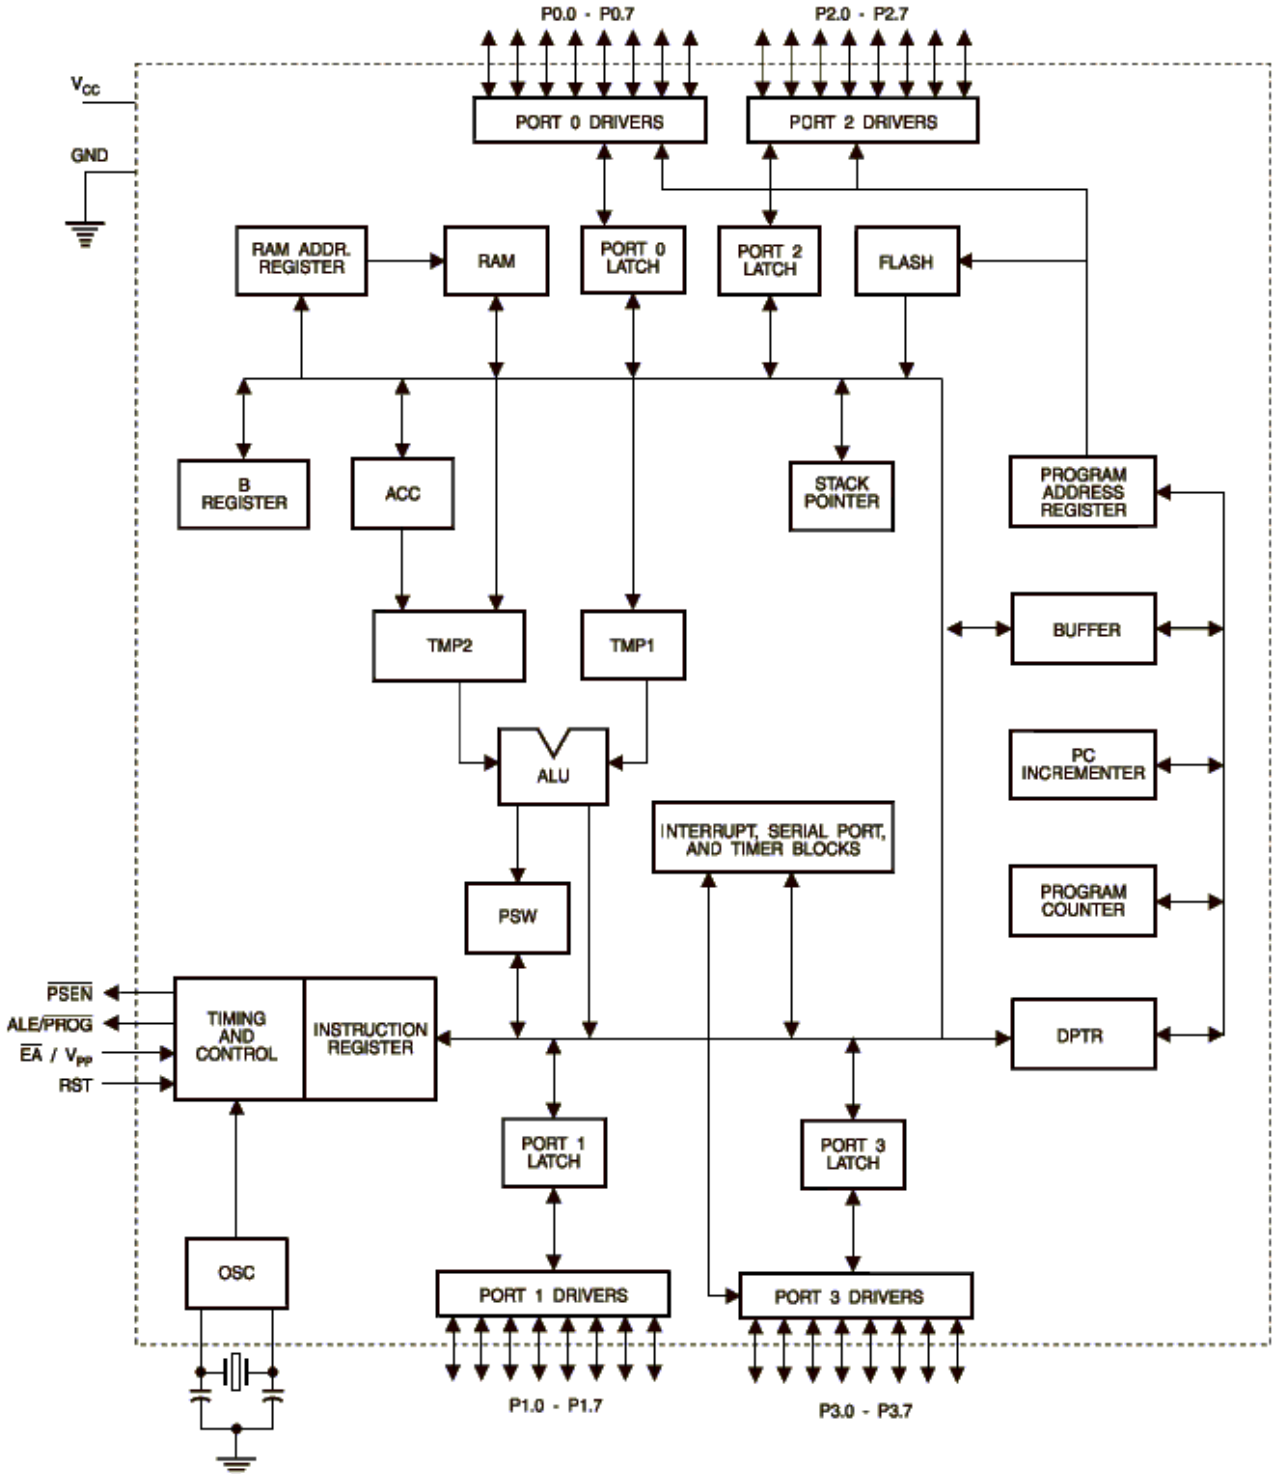 P0.0 - P0.7
P2.0 - P2.7
VCC
GND
PORT 0 DRIVERS
PORT 2 DRIVERS
RAM ADDR.
REGISTER
RAM
PORT 0
LATCH
PORT 2
LATCH
FLASH
B
REGISTER
ACC
STACK
POINTER
PROGRAM
ADDRESS
REGISTER
TMP2
TMP1
BUFFER
ALU
PC
INCREMENTER
INTERRUPT, SERIAL PORT,
AND TIMER BLOCKS
PSW
PROGRAM
COUNTER
PSEN
ALE/PROG
EA / VPP
RST
TIMING
AND
CONTROL
INSTRUCTION
REGISTER
DPTR
PORT 1
LATCH
PORT 3
LATCH
OSC
PORT 1 DRIVERS
PORT 3 DRIVERS
P1.0 - P1.7
P3.0 - P3.7